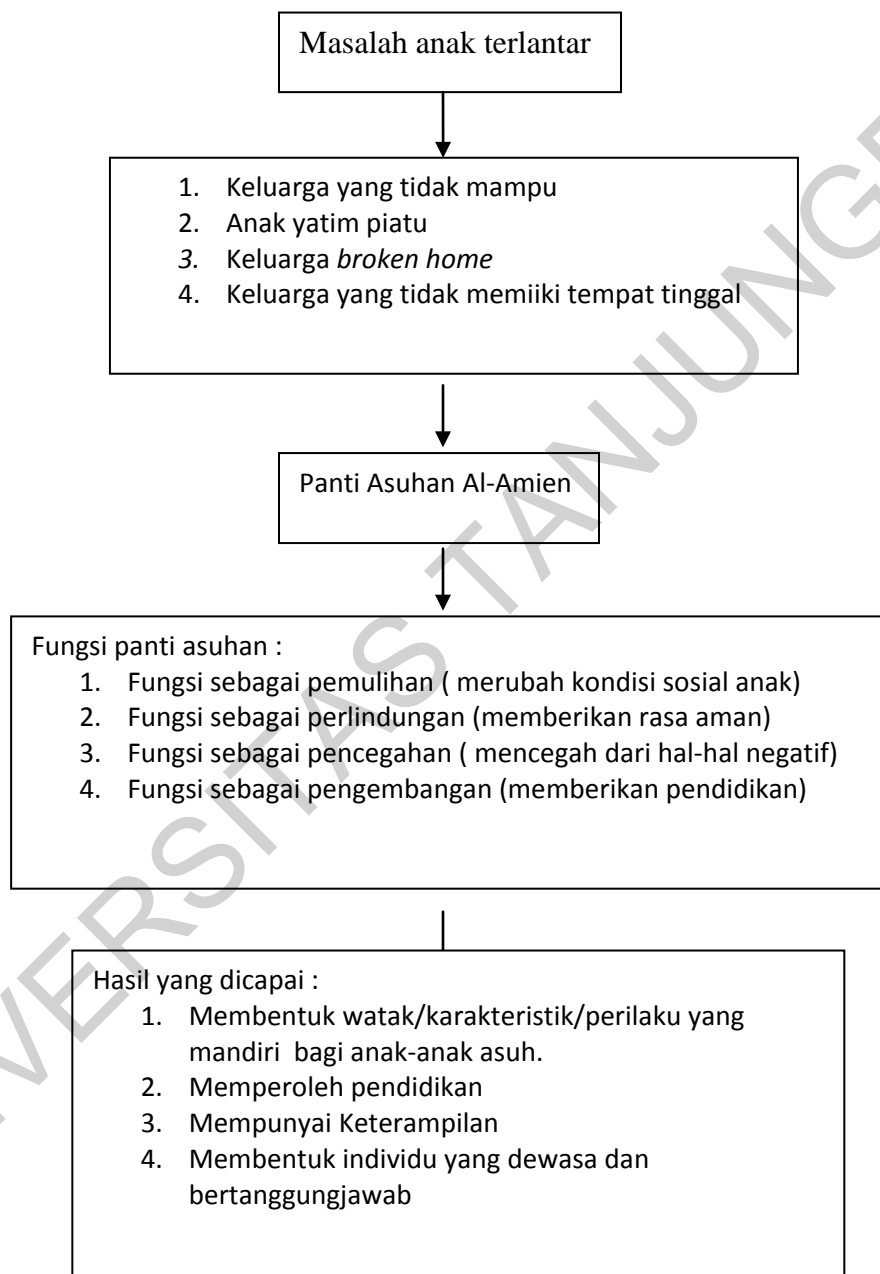 Masalah anak terlantar
1. Keluarga yang tidak mampu
2. Anak yatim piatu
3. Keluarga broken home
4. Keluarga yang tidak memiiki tempat tinggal
Panti Asuhan Al-Amien
Fungsi panti asuhan :
1. Fungsi sebagai pemulihan ( merubah kondisi sosial anak)
2. Fungsi sebagai perlindungan (memberikan rasa aman)
3. Fungsi sebagai pencegahan ( mencegah dari hal-hal negatif)
4. Fungsi sebagai pengembangan (memberikan pendidikan)
Hasil yang dicapai :
1. Membentuk watak/karakteristik/perilaku yang
mandiri  bagi anak-anak asuh.
2. Memperoleh pendidikan
3. Mempunyai Keterampilan
4. Membentuk individu yang dewasa dan
bertanggungjawab